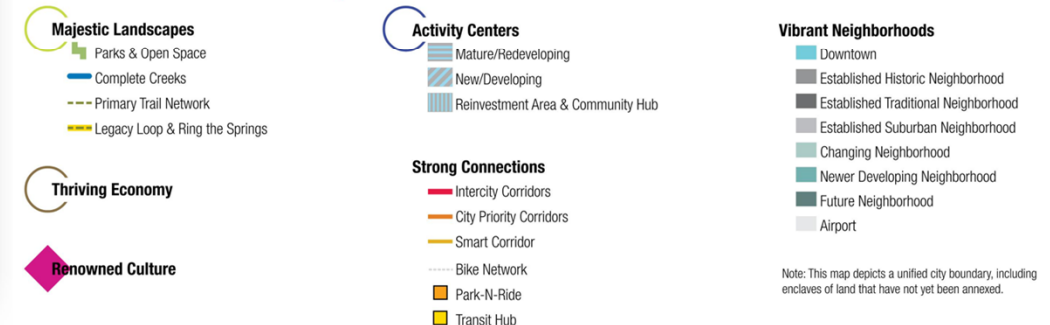 Majestic Landscapes
Parks & Open Space
Complete Creeks
Primary Trail Network
Legacy Loop & Ring the Springs
Thriving Economy
Renowned Culture
Activity Centers
Mature/Redeveloping
New/Developing
Reinvestment Area & Community Hub
Strong Connections
Intercity Corridors
City Priority Corridors
Smart Corridor
Bike Network
Park-N-Ride
Transit Hub
Vibrant Neighborhoods
Downtown
Established Historic Neighborhood
Established Traditional Neighborhood
Established Suburban Neighborhood
Changing Neighborhood
Newer Developing Neighborhood
Future Neighborhood
Airport
Note: This map depicts a unified city boundary, including
enclaves of land that have not yet been annexed.